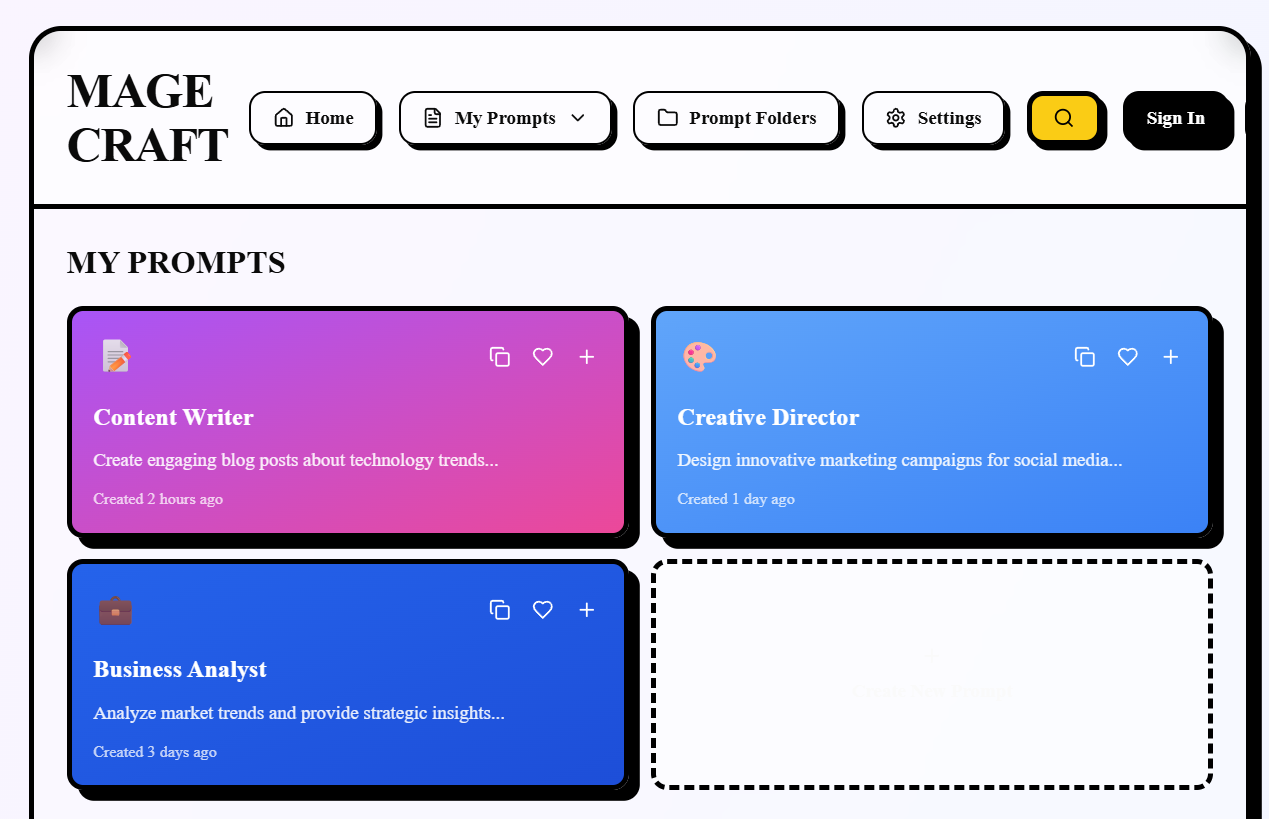 MAGE
CRAFT
Home
My Prompts
Prompt Folders
Settings
Sign In
MY PROMPTS
Content Writer
Create engaging blog posts about technology trends...
Created 2 hours ago
Creative Director
Design innovative marketing campaigns for social media...
Created 1 day ago
Business Analyst
Analyze market trends and provide strategic insights...
Created 3 days ago